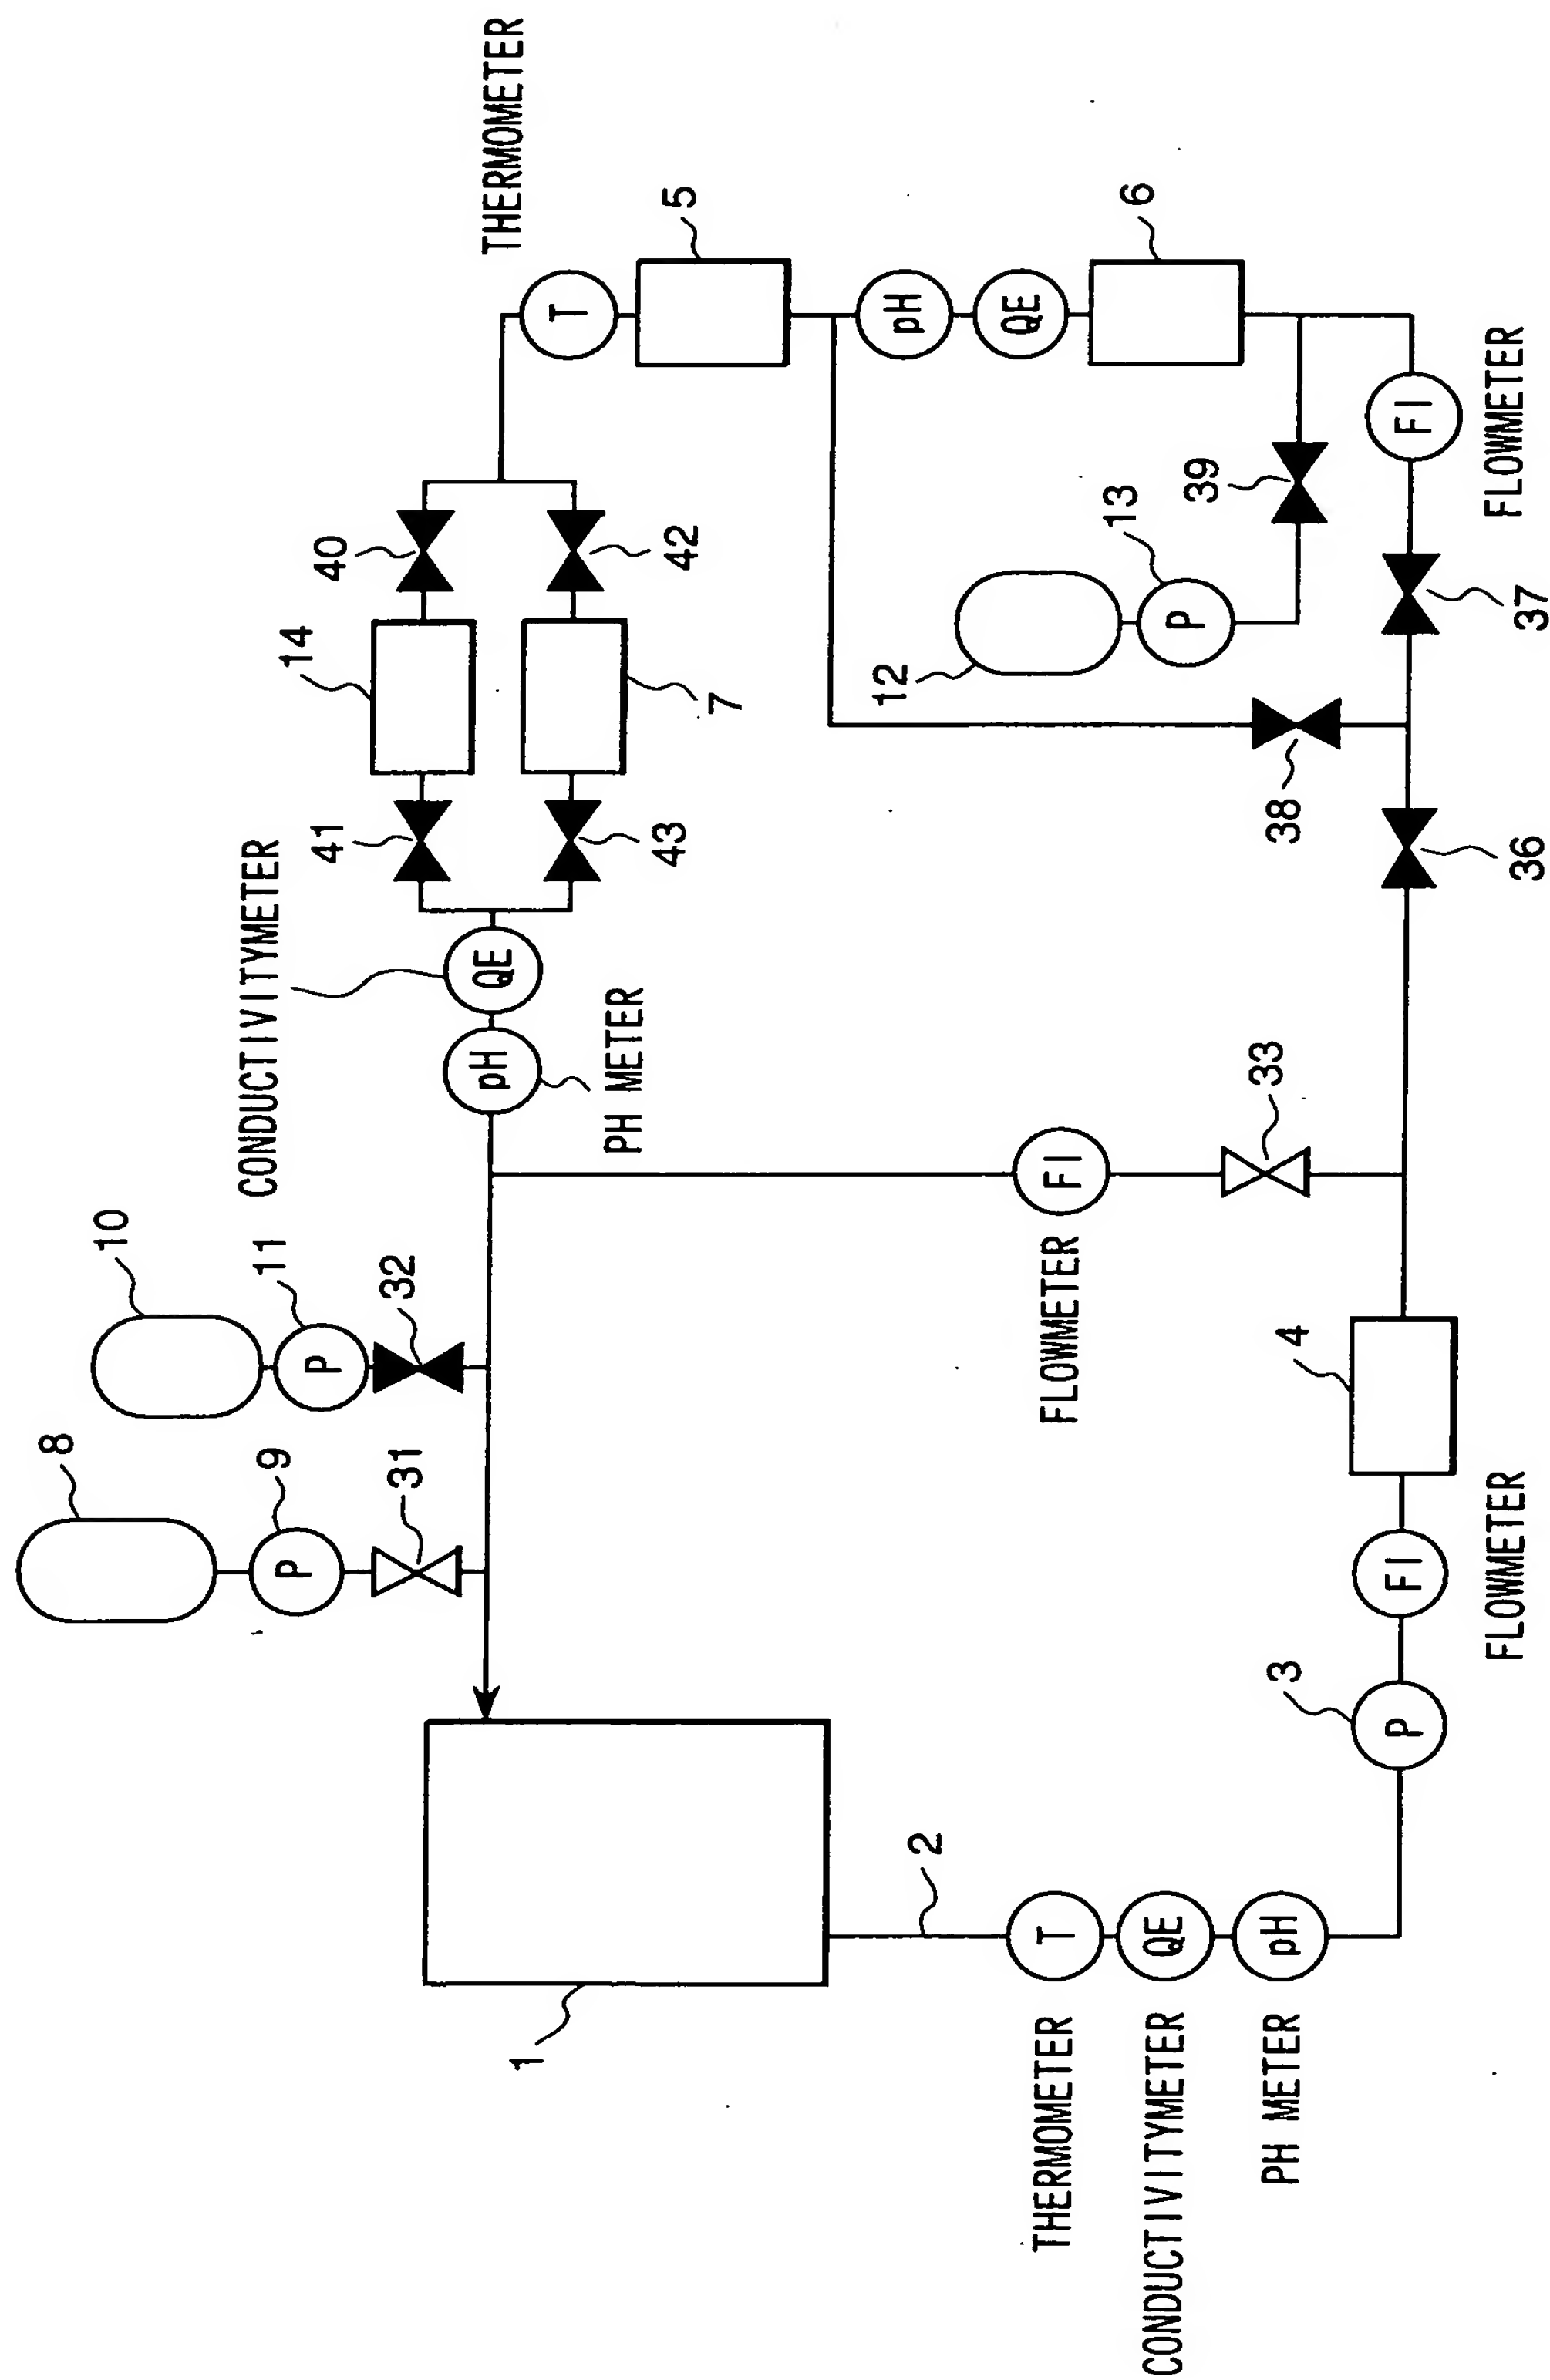 8
9
P
31
10
11
P
32
CONDUCTIVITYMETER
QE
pH
PH METER
41
43
14
7
40
42
THERMOMETER
T
5
pH
QE
6
FI
FLOWMETER
39
13
P
12
37
38
36
33
FI
FLOWMETER
4
FI
FLOWMETER
3
P
1
2
T
QE
pH
THERMOMETER
CONDUCTIVITYMETER
PH METER